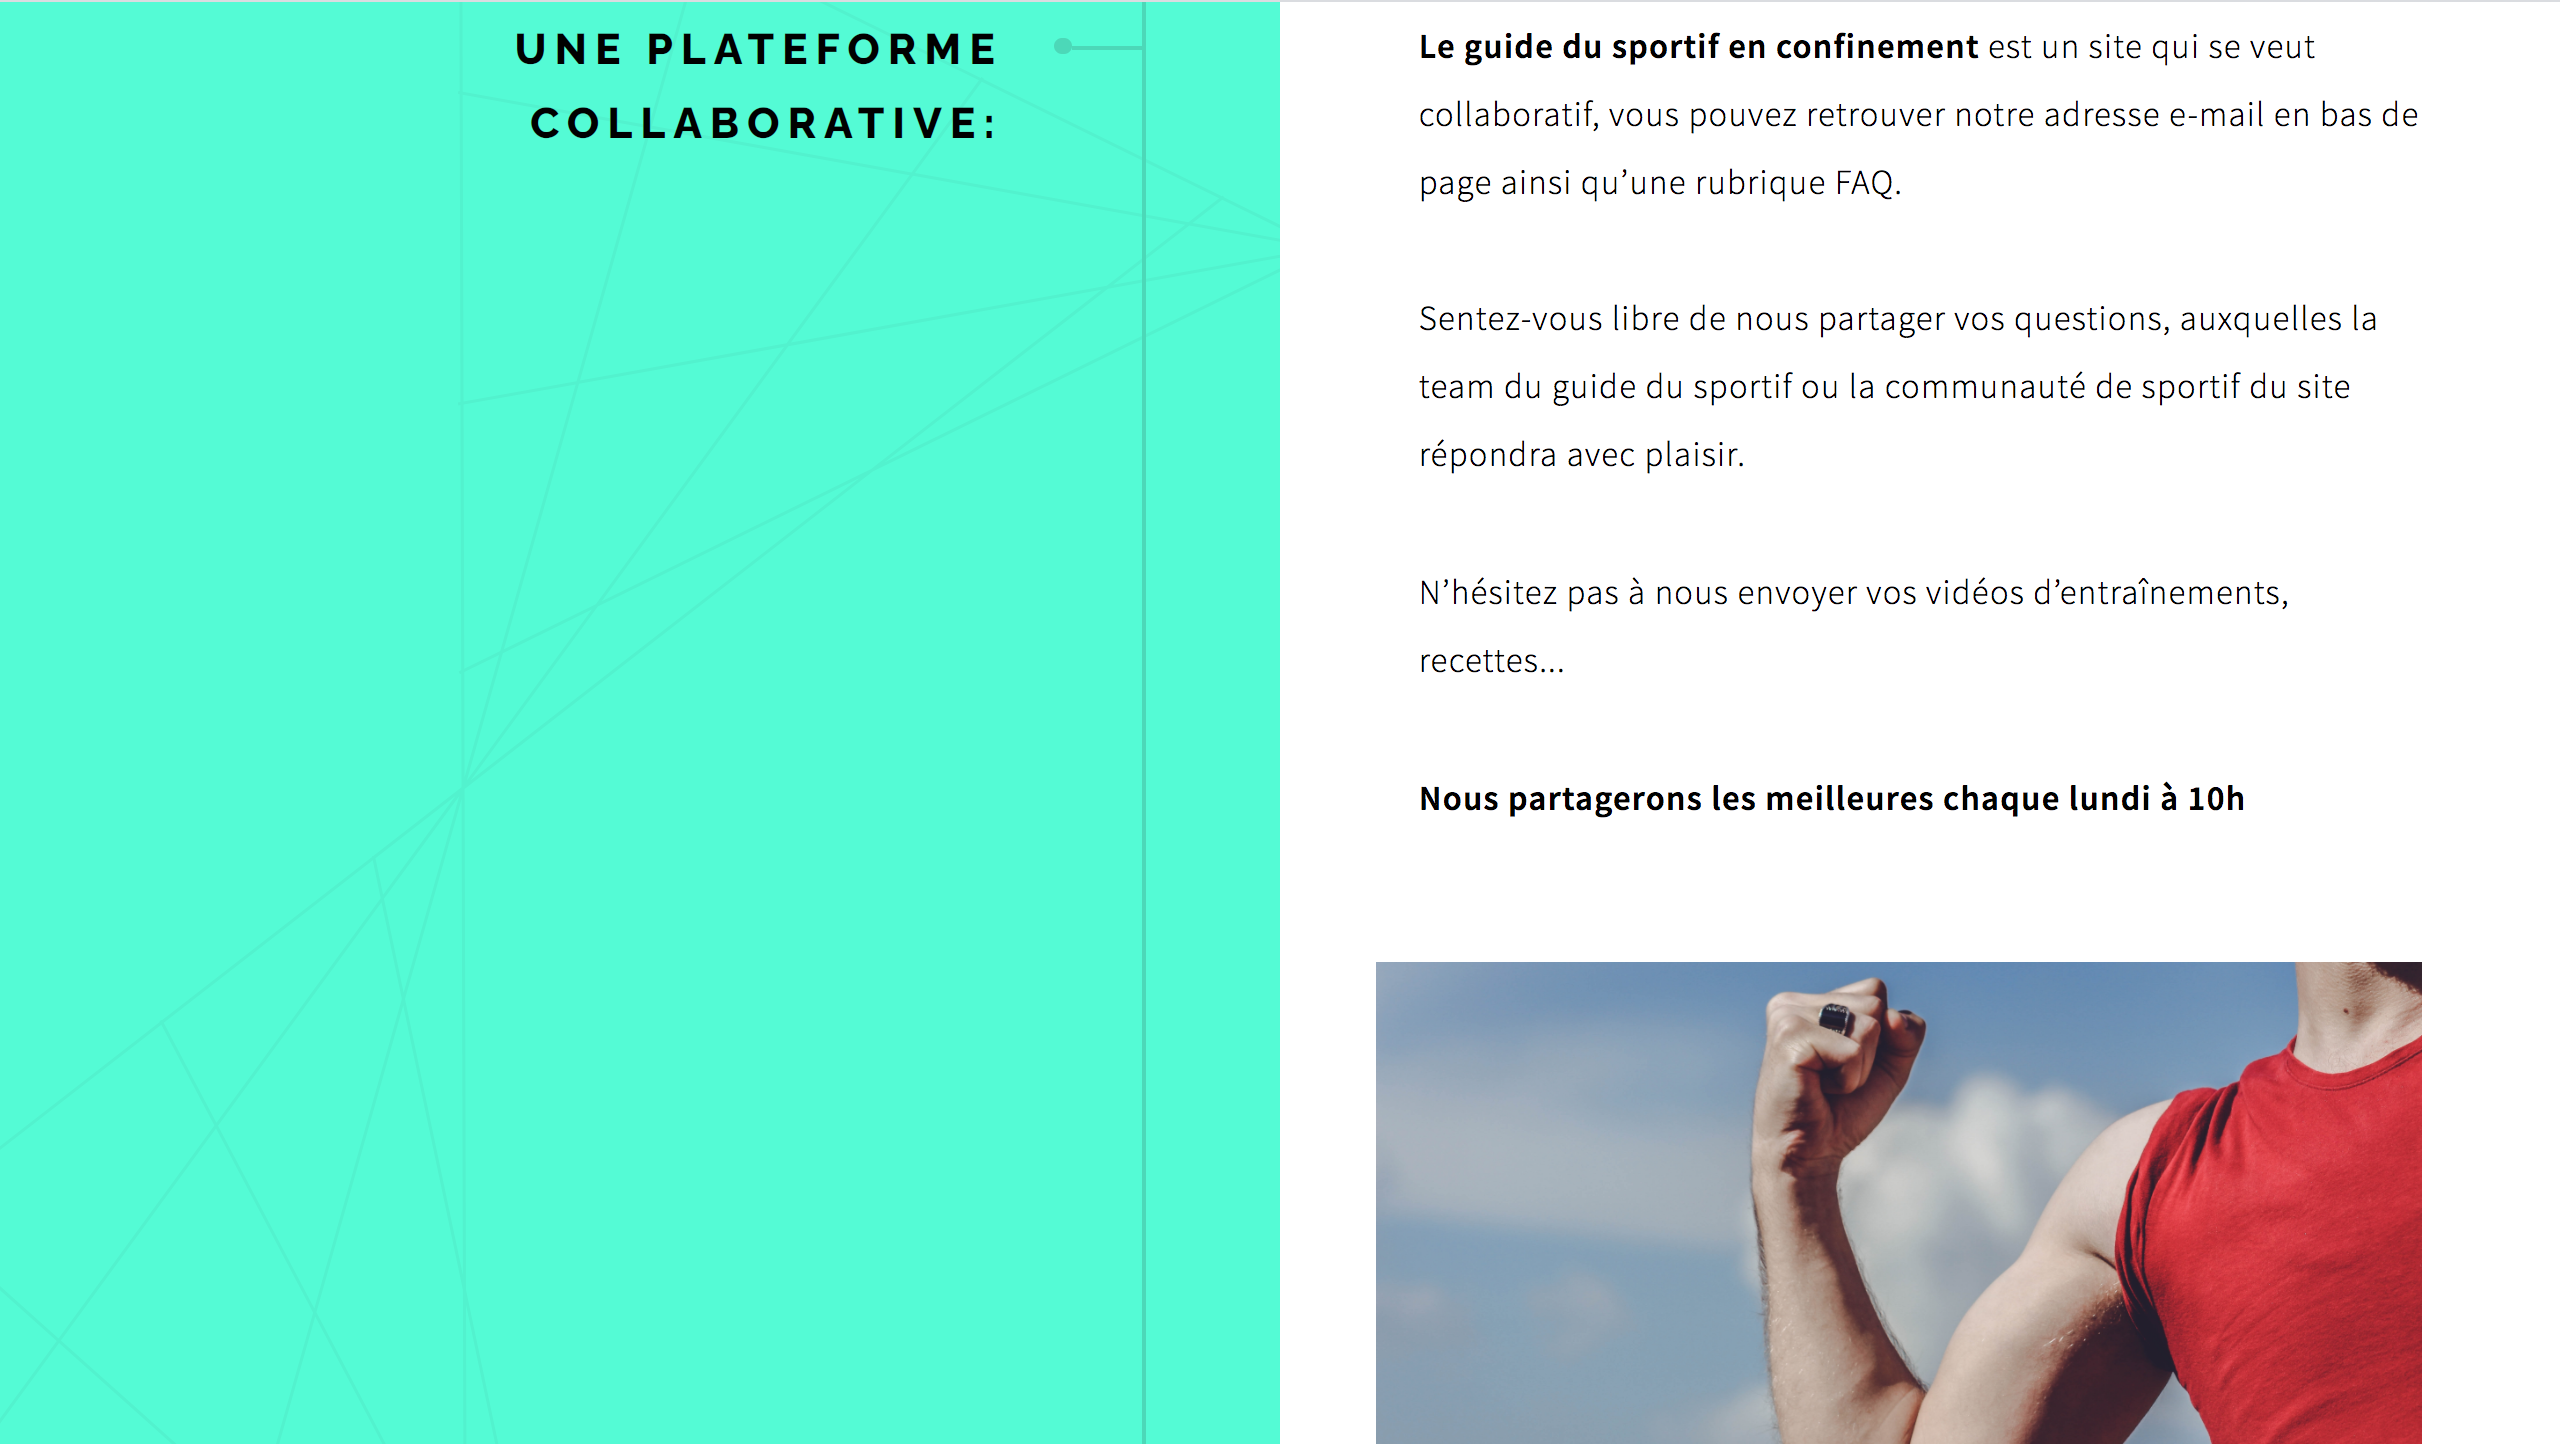 UNE PLATEFORME
COLLABORATIVE:
Le guide du sportif en confinement est un site qui se veut
collaboratif, vous pouvez retrouver notre adresse e-mail en bas de
page ainsi qu’une rubrique FAQ.
Sentez-vous libre de nous partager vos questions, auxquelles la
team du guide du sportif ou la communauté de sportif du site
répondra avec plaisir.
N’hésitez pas à nous envoyer vos vidéos d’entraînements,
recettes...
Nous partagerons les meilleures chaque lundi à 10h